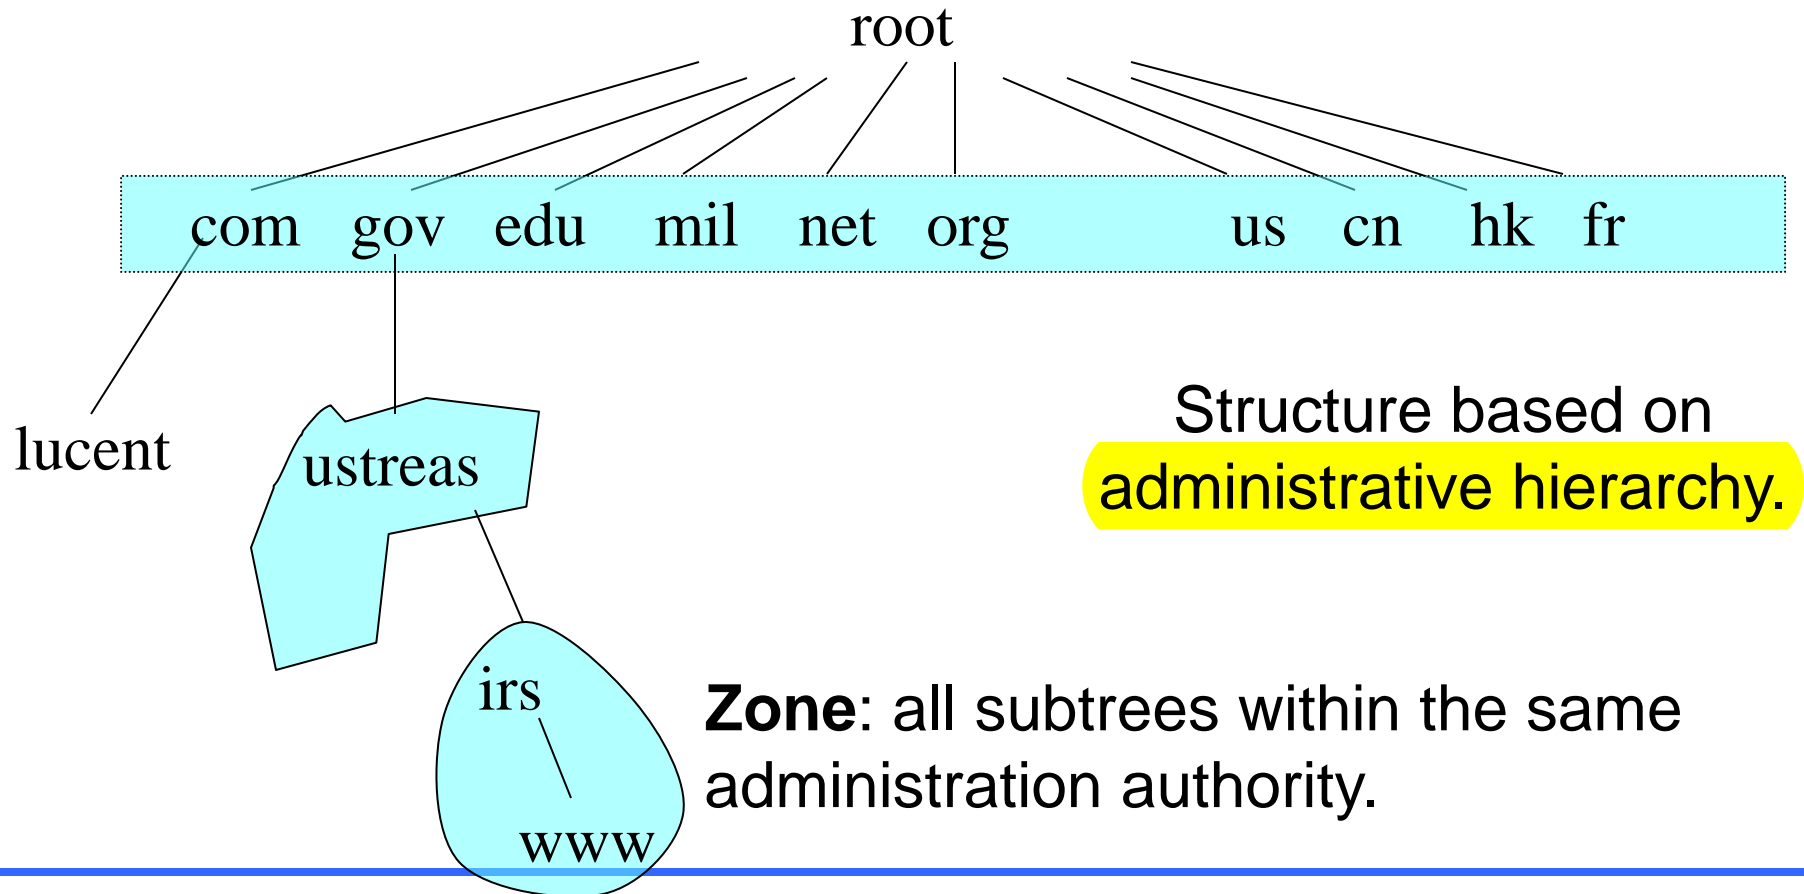 root
com gov edu mil net org us cn hk fr
lucent
ustreas
Structure based on
administrative hierarchy.
irs
www
Zone: all subtrees within the same
administration authority.